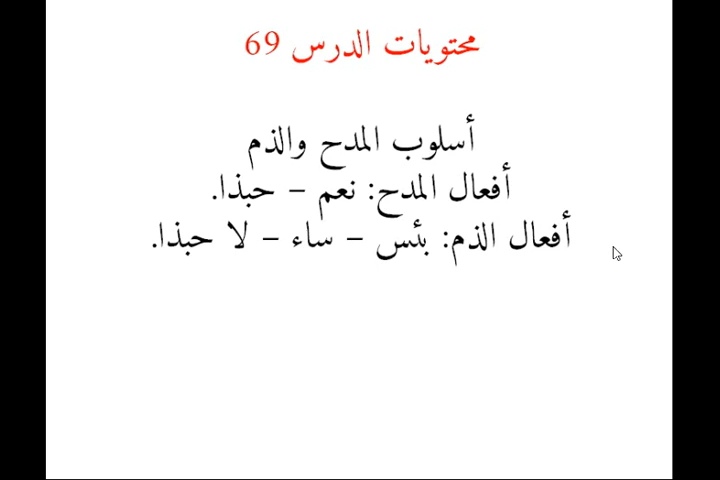 محتويات الدرس 69
أسلوب المدح والذم
أفعال المدح: نعم – حبذا.
أفعال الذم: بئس – ساء – لا حبذا.